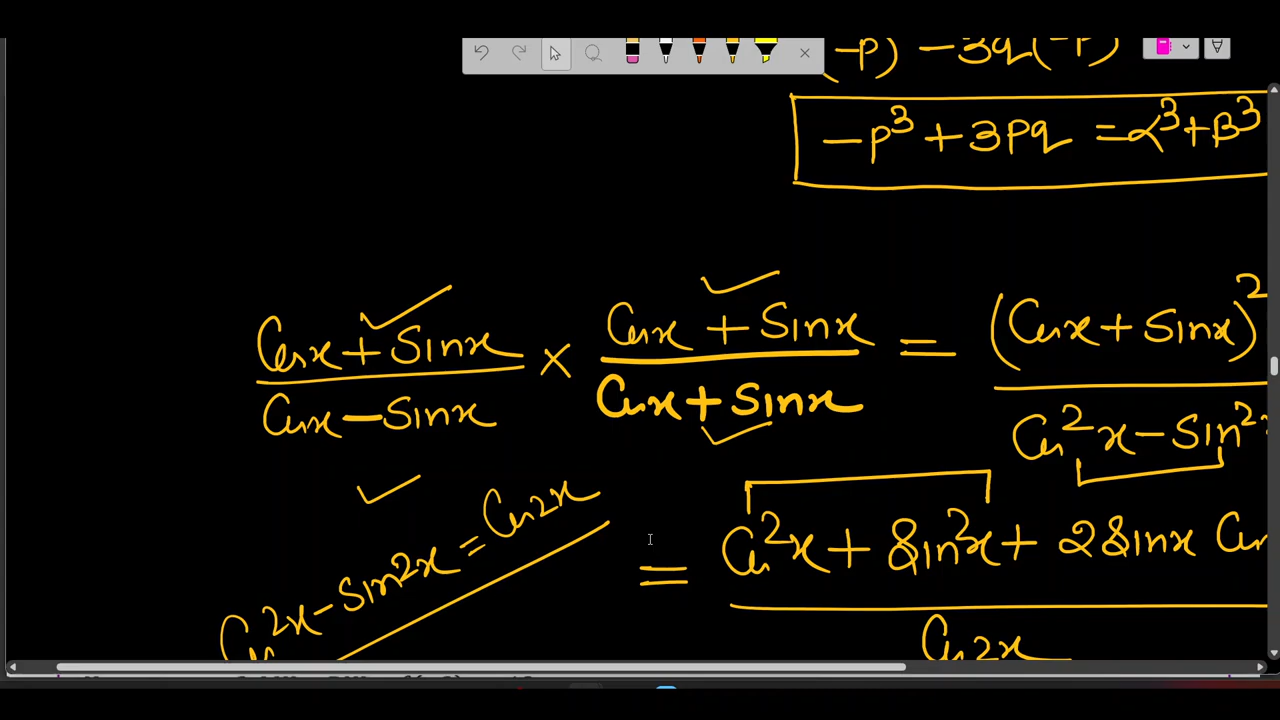 (-p) - 3q(-p)
-p³ + 3pq = α³ + β³
(Cosx + Sinx)/(Cosx - Sinx) × (Cosx + Sinx)/(Cosx + Sinx) = (Cosx + Sinx)²/(Cos²x - Sin²
Cos²x - Sin²x = Cos2x
= Cos²x + Sin²x + 2Sinx Cos
Cos2x